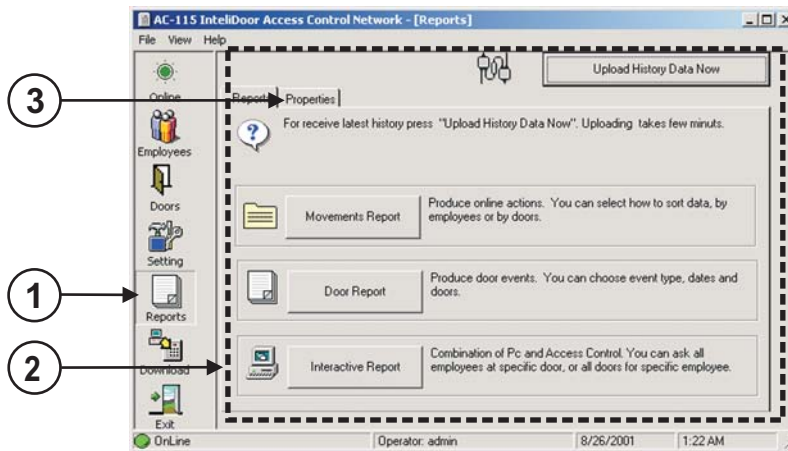 AC-115 InteliDoor Access Control Network - [Reports]
File View Help
Upload History Data Now
3
Online
Reports
Properties
For receive latest history press "Upload History Data Now". Uploading takes few minuts.
Employees
Doors
Movements Report
Produce online actions. You can select how to sort data, by
employees or by doors.
Setting
1
Reports
Door Report
Produce door events. You can choose event type, dates and
doors.
2
Download
Interactive Report
Combination of Pc and Access Control. You can ask all
employees at specific door, or all doors for specific employee.
Exit
OnLine
Operator: admin
8/26/2001
1:22 AM